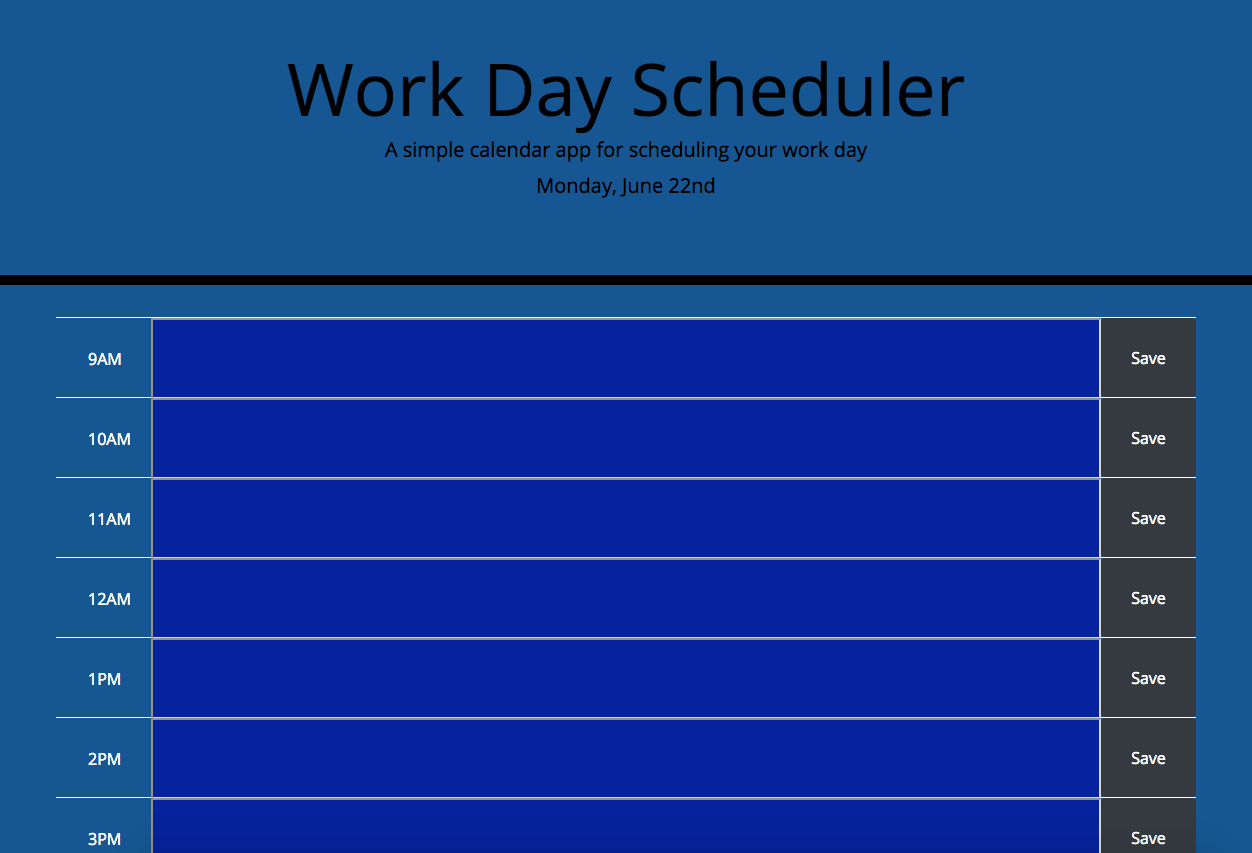 Work Day Scheduler
A simple calendar app for scheduling your work day
Monday, June 22nd
9AM Save
10AM Save
11AM Save
12AM Save
1PM Save
2PM Save
3PM Save